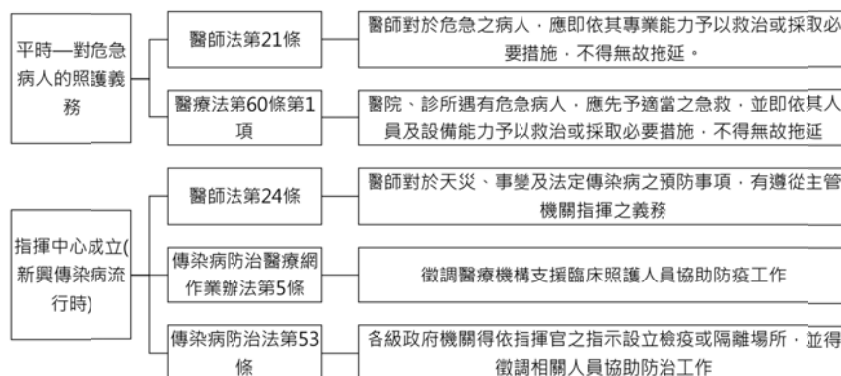 平時—對危急
病人的照護義
務
醫師法第21條
醫師對於危急之病人，應即依其專業能力予以救治或採取必
要措施，不得無故拖延。
醫療法第60條第1
項
醫院、診所遇有危急病人，應先予適當之急救，並即依其人
員及設備能力予以救治或採取必要措施，不得無故拖延
指揮中心成立(
新興傳染病流
行時)
醫師法第24條
醫師對於天災、事變及法定傳染病之預防事項，有遵從主管
機關指揮之義務
傳染病防治醫療網
作業辦法第5條
徵調醫療機構支援臨床照護人員協助防疫工作
傳染病防治法第53
條
各級政府機關得依指揮官之指示設立檢疫或隔離場所，並得
徵調相關人員協助防治工作